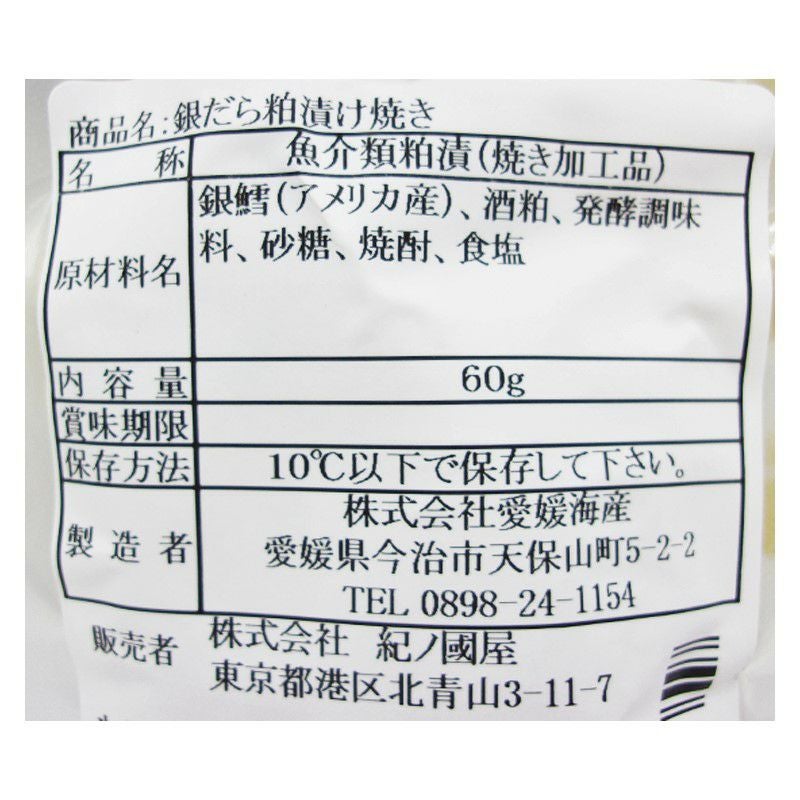 商品名:銀だら粕漬け焼き
名 称 魚介類粕漬(焼き加工品)
原材料名 銀鱈(アメリカ産)、酒粕、発酵調味
料、砂糖、焼酎、食塩
内容量 60g
賞味期限
保存方法 10℃以下で保存して下さい。
製造者 株式会社愛媛海産
愛媛県今治市天保山町5-2-2
TEL 0898-24-1154
販売者 株式会社 紀ノ國屋
東京都港区北青山3-11-7